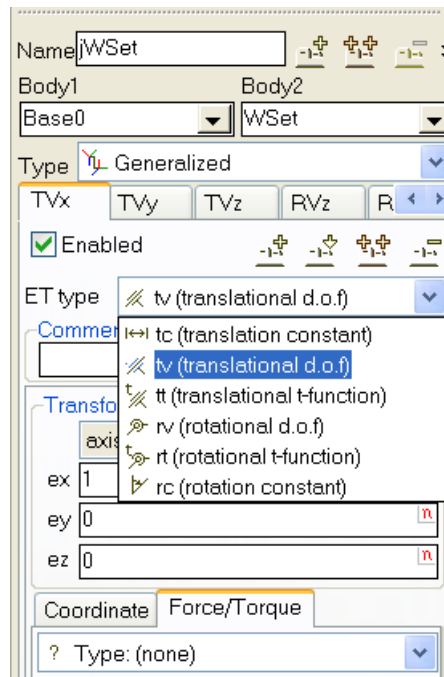 Name jWSet
Body1 Body2
Base0 WSet
Type Generalized
TVx TVy TVz RVz R
Enabled
ET type tv (translational d.o.f)
Commen
tc (translation constant)
tv (translational d.o.f)
tt (translational t-function)
rv (rotational d.o.f)
rt (rotational t-function)
rc (rotation constant)
Transfo
axis
ex 1
ey 0 n
ez 0 n
Coordinate Force/Torque
? Type: (none)